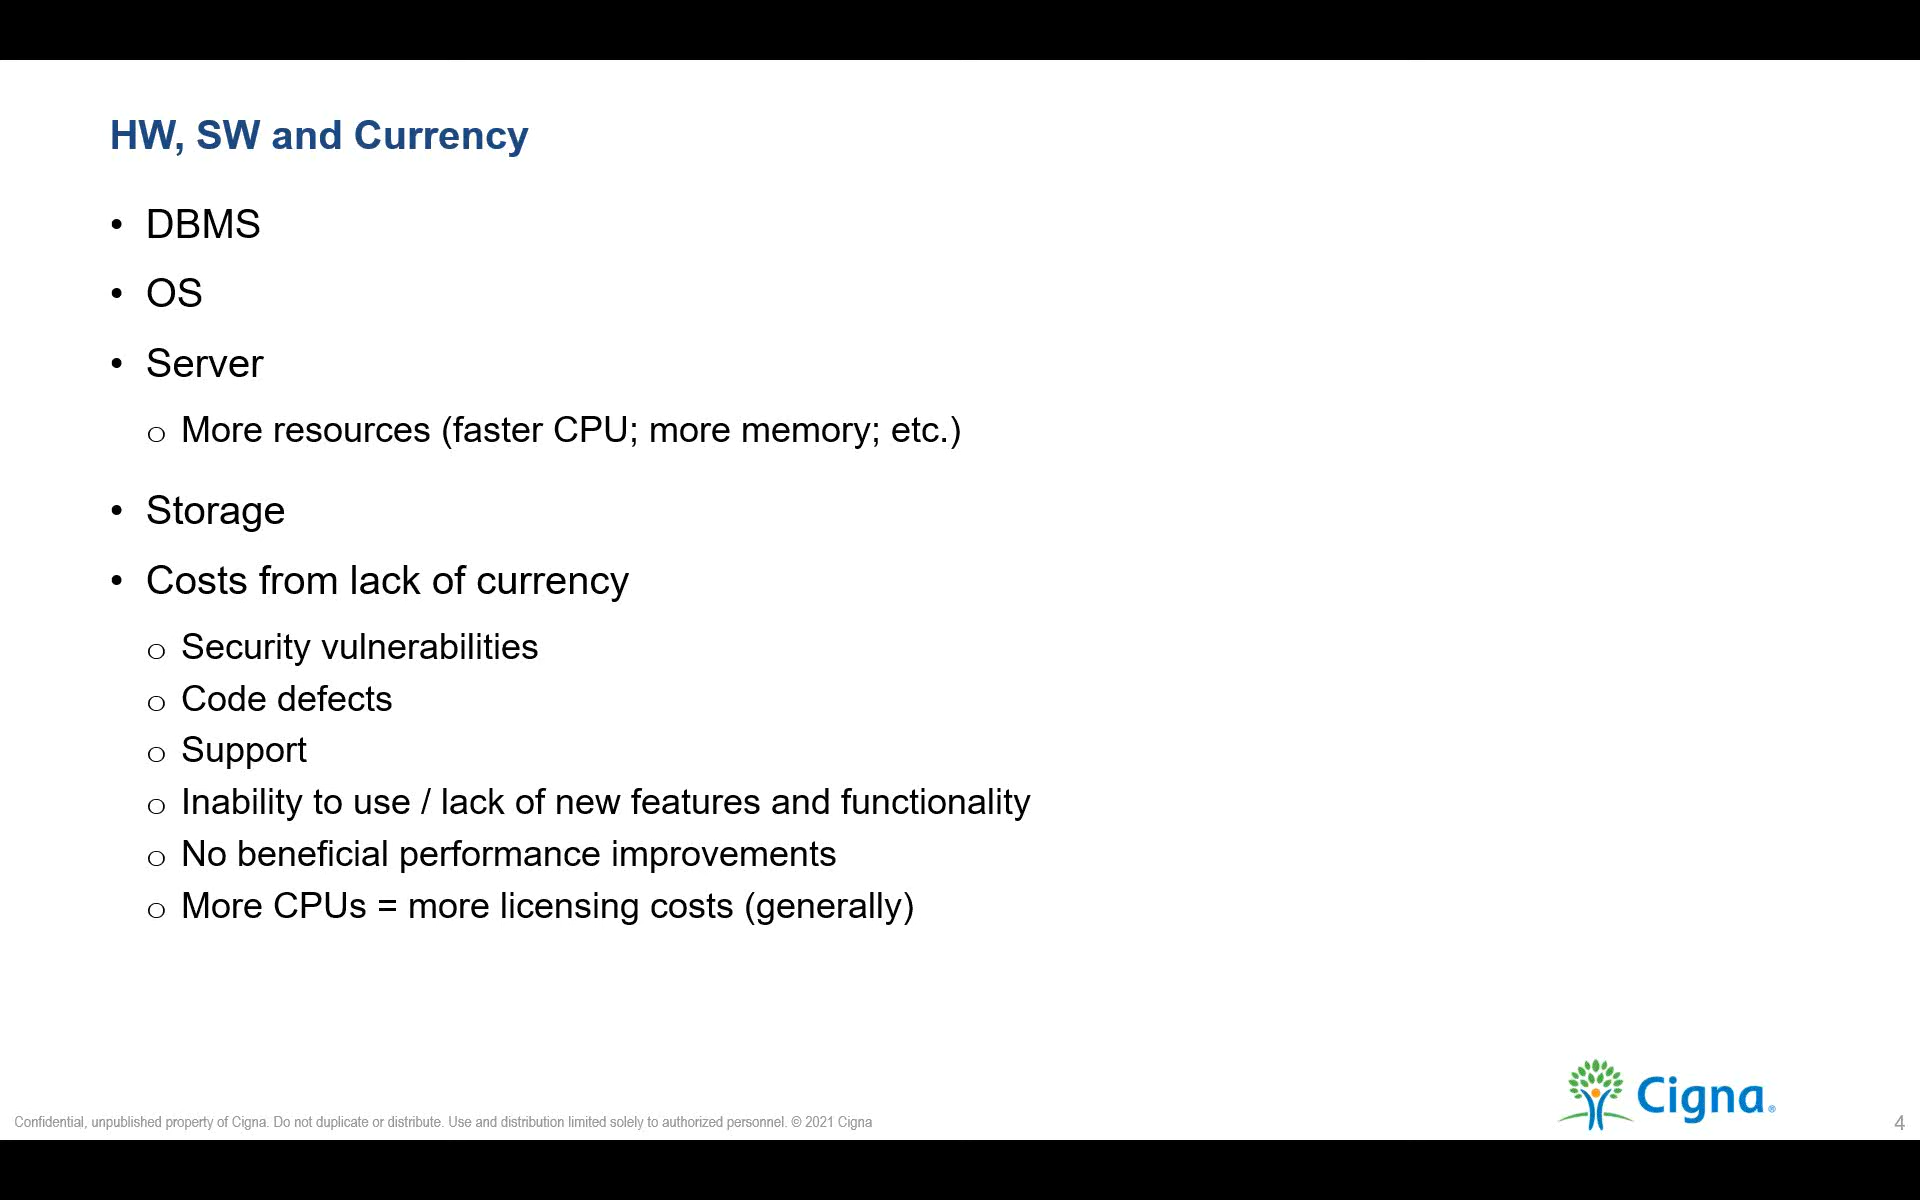 HW, SW and Currency
• DBMS
• OS
• Server
o More resources (faster CPU; more memory; etc.)
• Storage
• Costs from lack of currency
o Security vulnerabilities
o Code defects
o Support
o Inability to use / lack of new features and functionality
o No beneficial performance improvements
o More CPUs = more licensing costs (generally)
Cigna®
Confidential, unpublished property of Cigna. Do not duplicate or distribute. Use and distribution limited solely to authorized personnel. © 2021 Cigna
4